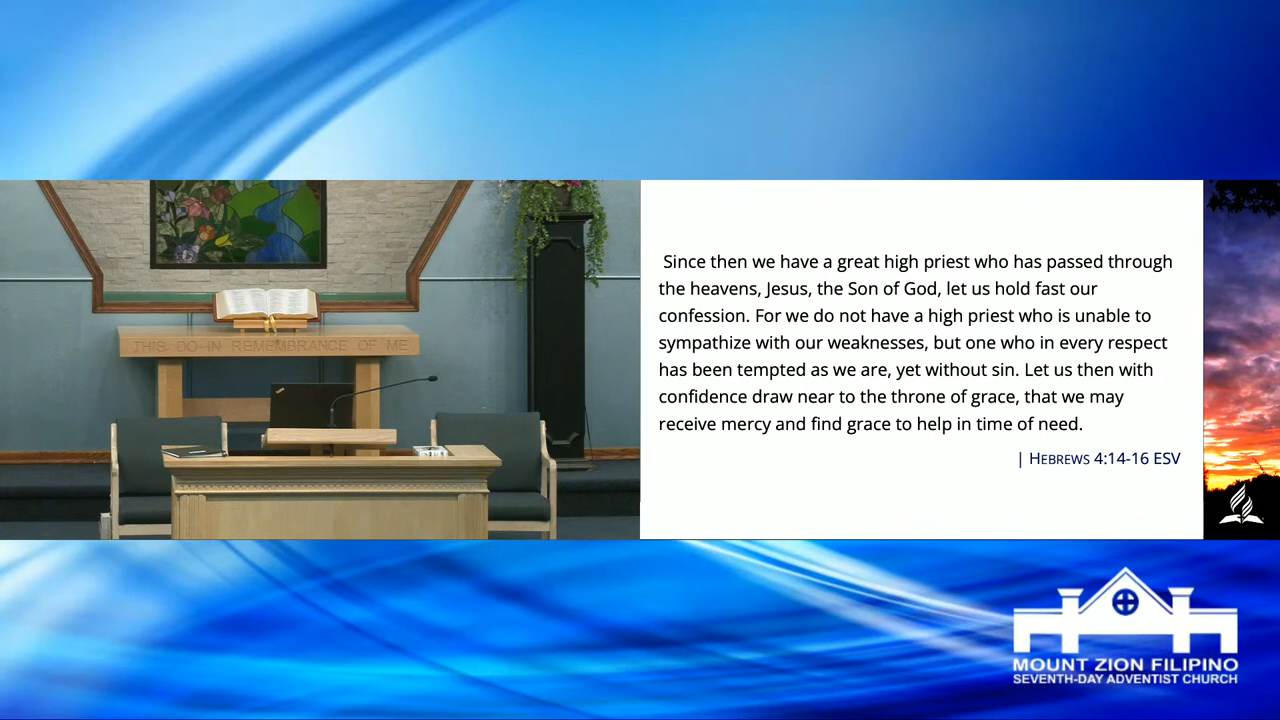 THIS DO IN REMEMBRANCE OF ME
Since then we have a great high priest who has passed through
the heavens, Jesus, the Son of God, let us hold fast our
confession. For we do not have a high priest who is unable to
sympathize with our weaknesses, but one who in every respect
has been tempted as we are, yet without sin. Let us then with
confidence draw near to the throne of grace, that we may
receive mercy and find grace to help in time of need.
| HEBREWS 4:14-16 ESV
MOUNT ZION FILIPINO
SEVENTH-DAY ADVENTIST CHURCH